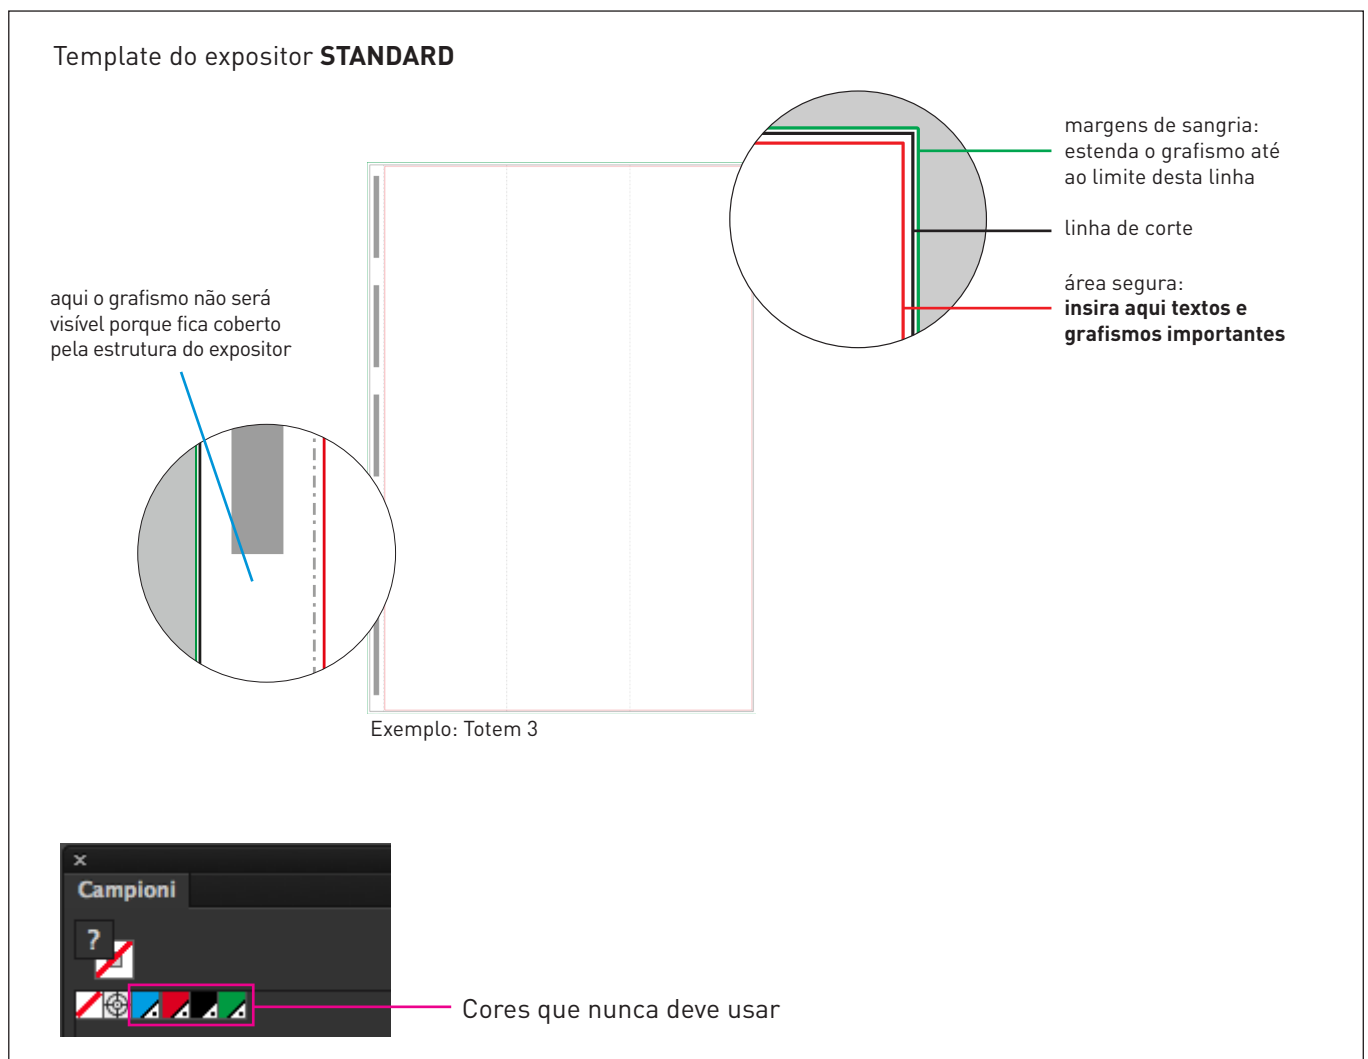 Template do expositor STANDARD
margens de sangria:
estenda o grafismo até
ao limite desta linha
linha de corte
área segura:
insira aqui textos e
grafismos importantes
aqui o grafismo não será
visível porque fica coberto
pela estrutura do expositor
Exemplo: Totem 3
x
Campioni
?
Cores que nunca deve usar